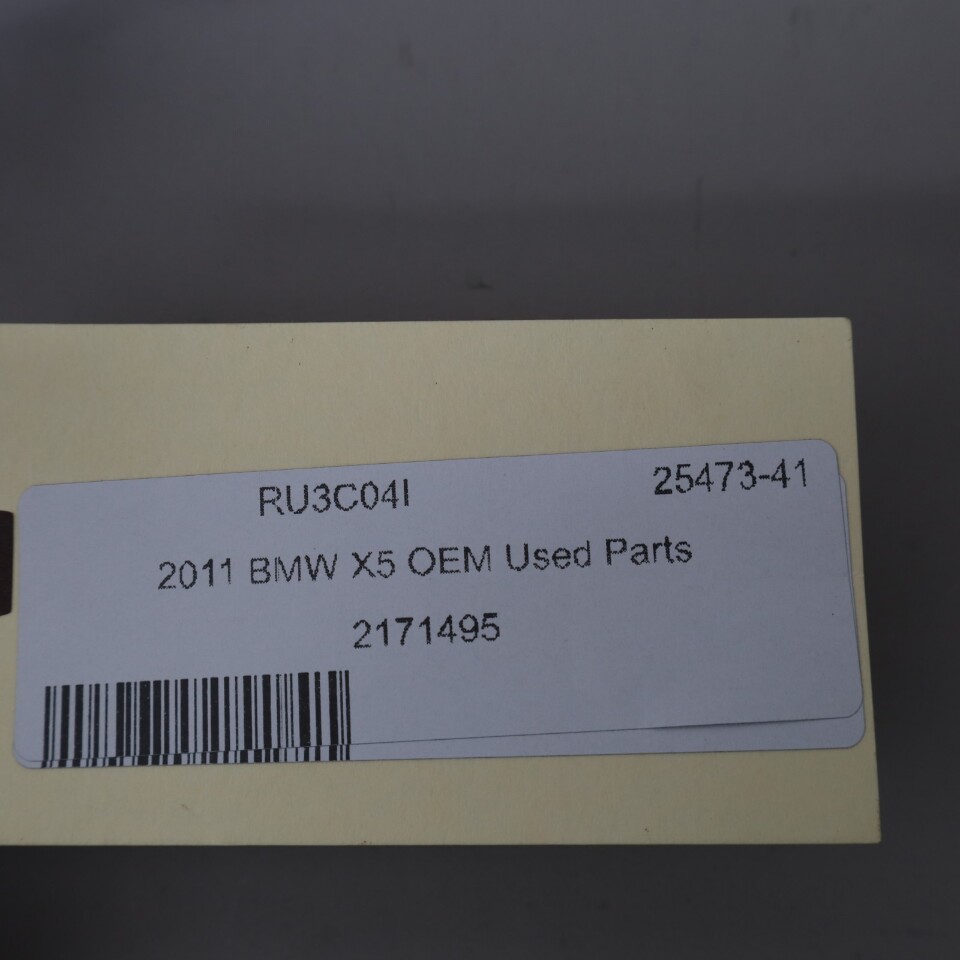 RU3C04I 25473-41
2011 BMW X5 OEM Used Parts
2171495